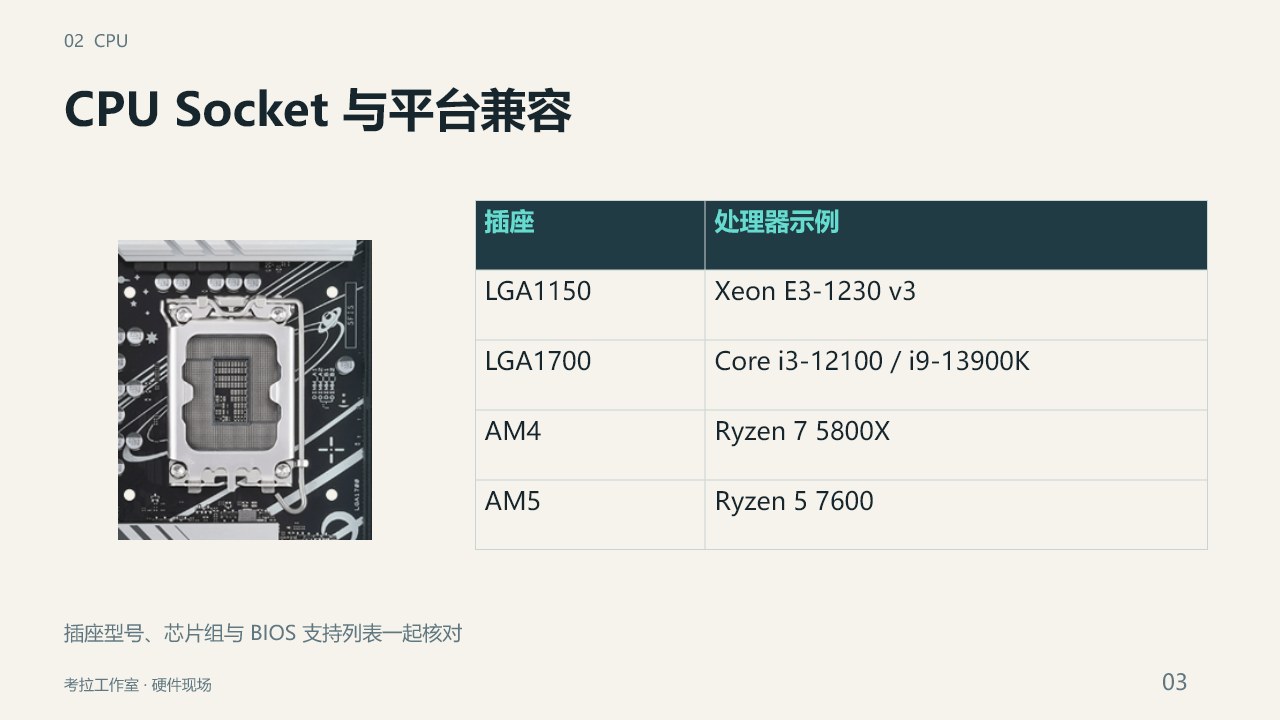 02 CPU
CPU Socket 与平台兼容
插座 处理器示例
LGA1150 Xeon E3-1230 v3
LGA1700 Core i3-12100 / i9-13900K
AM4 Ryzen 7 5800X
AM5 Ryzen 5 7600
LGA1700
插座型号、芯片组与 BIOS 支持列表一起核对
考拉工作室 · 硬件现场
03